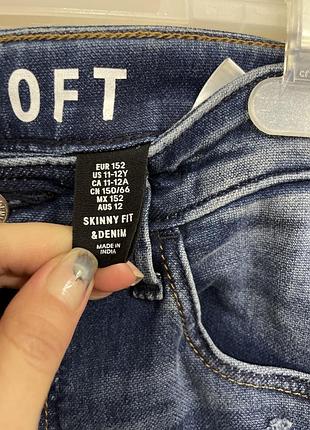 OFT
EUR 152
US 11-12Y
CA 11-12A
CN 150/66
MX 152
AUS 12
SKINNY FIT
&DENIM
MADE IN
INDIA